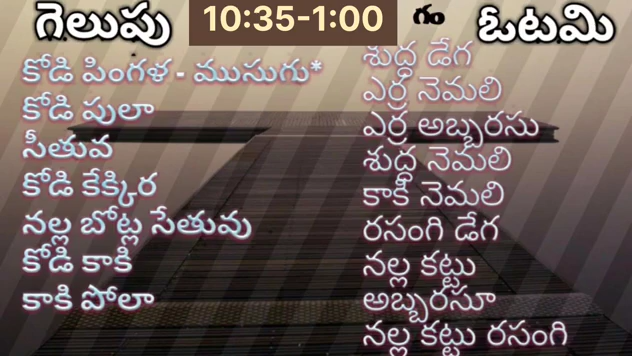 గెలుపు 10:35-1:00 గం ఓటమి
కోడి పింగళ - ముసుగు*
కోడి పులా
సీతువ
కోడి కేక్కిర
నల్ల బోట్ల సేతువు
కోడి కాకి
కాకి పోలా
శుద్ధ డేగ
ఎర్ర నెమలి
ఎర్ర అబ్బరసు
శుద్ధ నెమలి
కాకి నెమలి
రసంగి డేగ
నల్ల కట్టు
అబ్బరసూ
నల్ల కట్టు రసంగి